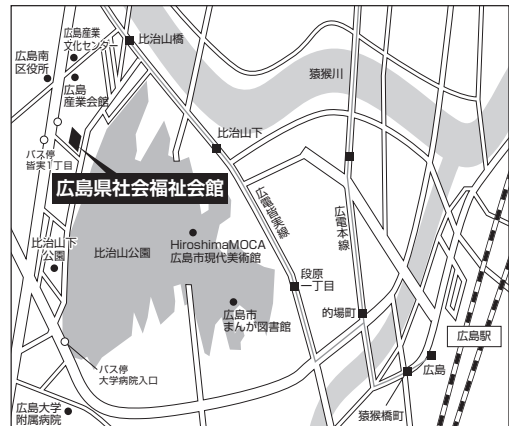 広島産業
文化センター
比治山橋
広島南
区役所
広島
産業会館
猿猴川
バス停
皆実1丁目
比治山下
広島県社会福祉会館
広電皆実線
広電本線
比治山下
公園
比治山公園
HiroshimaMOCA
広島市現代美術館
段原
一丁目
広島市
まんが図書館
的場町
広島駅
バス停
大学病院入口
広島
広島大学
附属病院
猿猴橋町